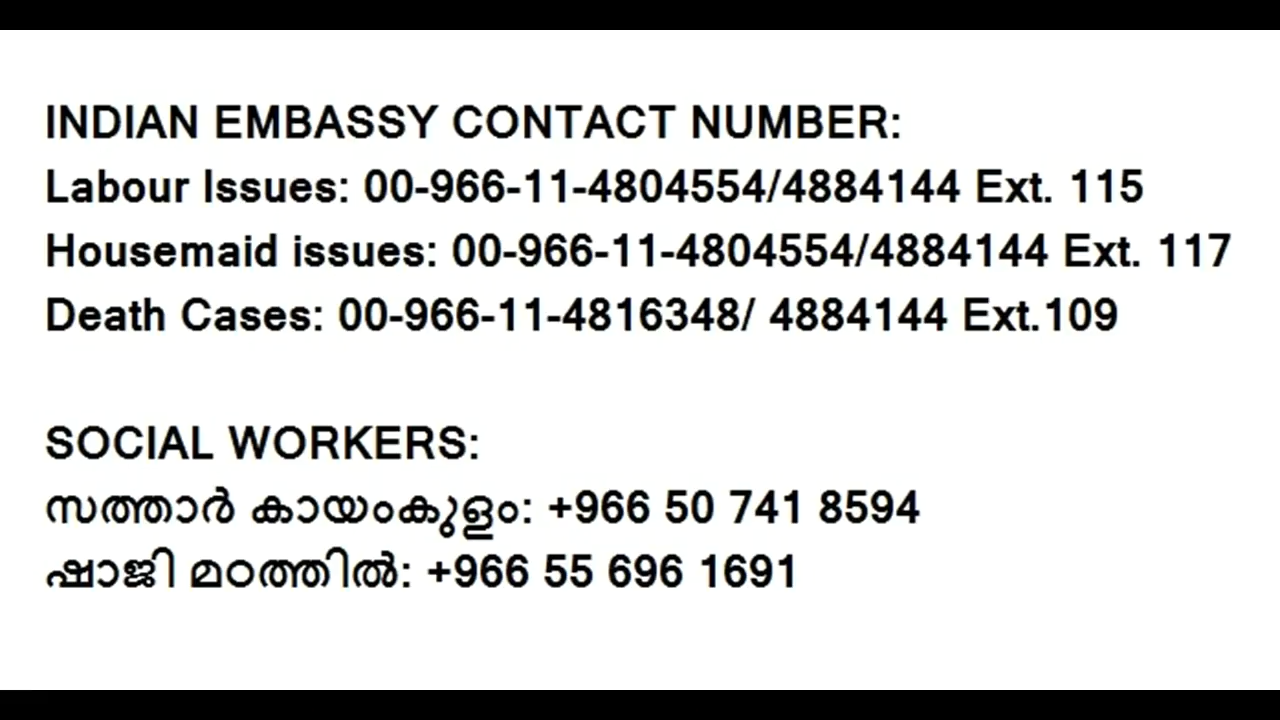 INDIAN EMBASSY CONTACT NUMBER:
Labour Issues: 00-966-11-4804554/4884144 Ext. 115
Housemaid issues: 00-966-11-4804554/4884144 Ext. 117
Death Cases: 00-966-11-4816348/ 4884144 Ext.109
SOCIAL WORKERS:
സത്താർ കായംകുളം: +966 50 741 8594
ഷാജി മഠത്തിൽ: +966 55 696 1691